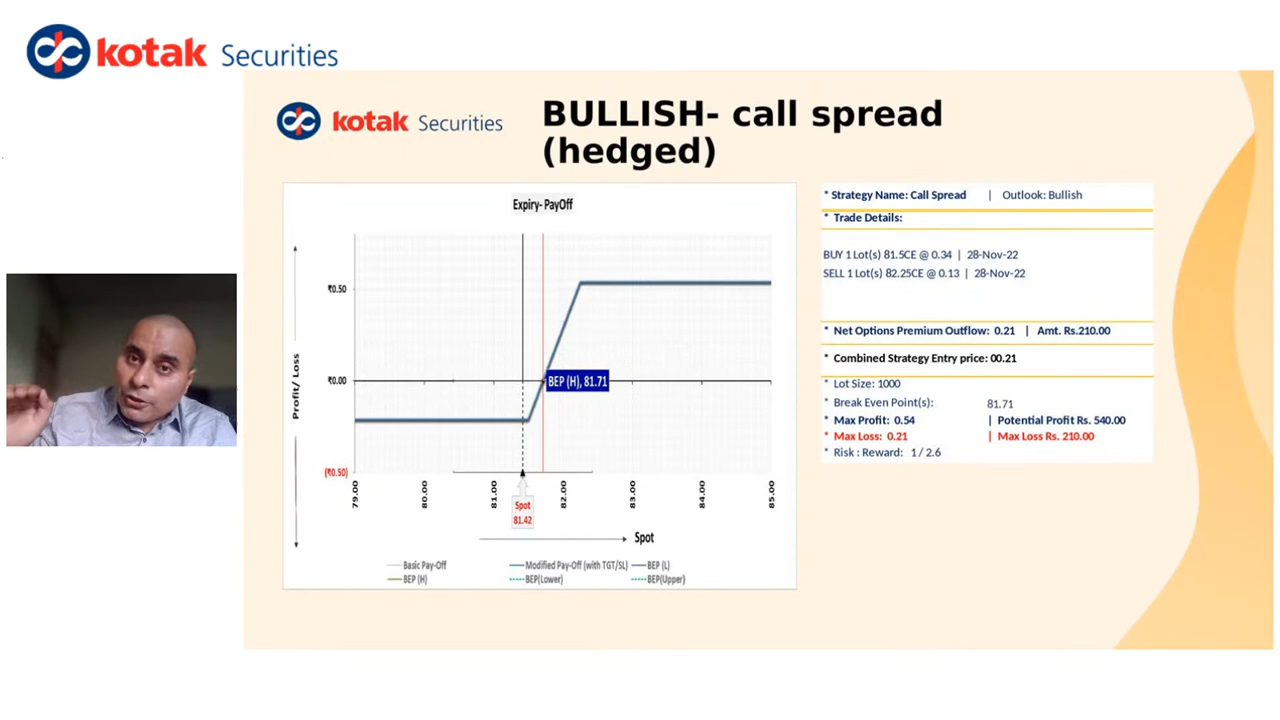 kotak Securities
kotak Securities
BULLISH- call spread
(hedged)
Expiry- PayOff
₹0.50
₹0.00
(₹0.50)
Profit/ Loss
BEP (H), 81.71
79.00
80.00
81.00
82.00
83.00
84.00
85.00
Spot
81.42
Spot
Basic Pay-Off
Modified Pay-Off (with TGT/SL)
BEP (L)
BEP (H)
BEP(Lower)
BEP(Upper)
* Strategy Name: Call Spread | Outlook: Bullish
* Trade Details:
BUY 1 Lot(s) 81.5CE @ 0.34 | 28-Nov-22
SELL 1 Lot(s) 82.25CE @ 0.13 | 28-Nov-22
* Net Options Premium Outflow: 0.21 | Amt. Rs.210.00
* Combined Strategy Entry price: 00.21
* Lot Size: 1000
* Break Even Point(s): 81.71
* Max Profit: 0.54 | Potential Profit Rs. 540.00
* Max Loss: 0.21 | Max Loss Rs. 210.00
* Risk : Reward: 1 / 2.6